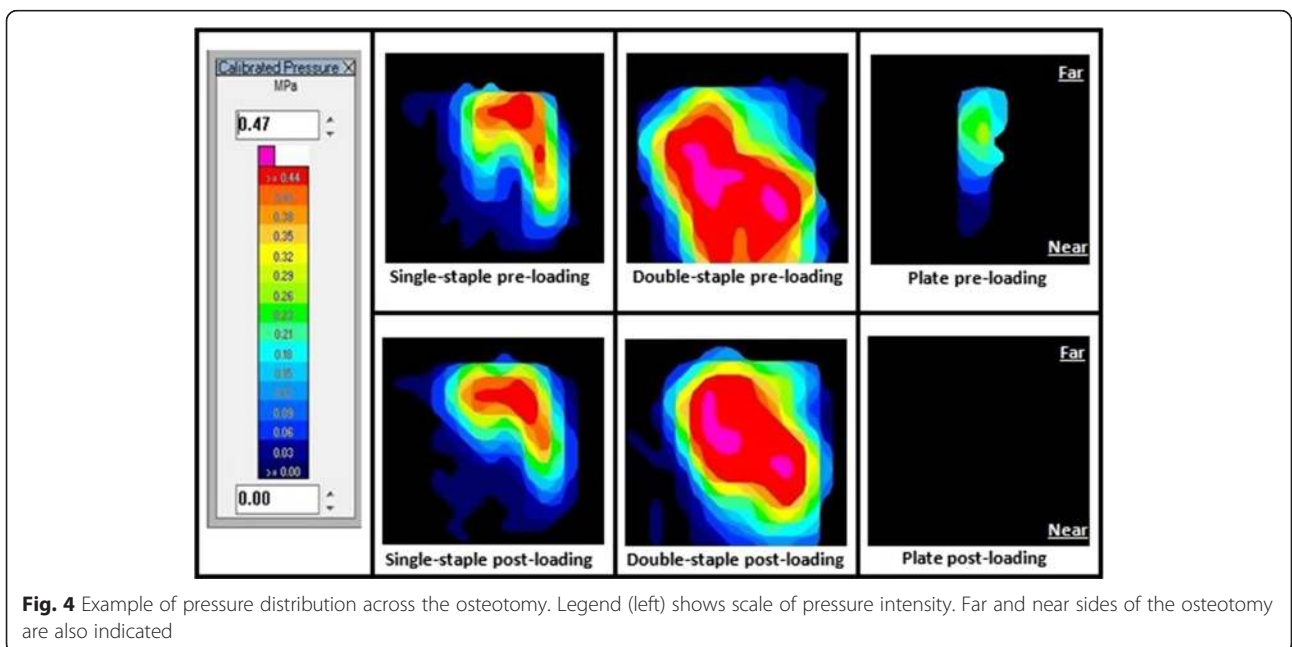 Calibrated Pressure X
MPa
0.47
>= 0.44
0.38
0.35
0.32
0.29
0.26
0.23
0.21
0.18
0.15
0.09
0.06
0.03
>= 0.00
0.00
Far
Near
Single-staple pre-loading
Double-staple pre-loading
Plate pre-loading
Far
Near
Single-staple post-loading
Double-staple post-loading
Plate post-loading
Fig. 4 Example of pressure distribution across the osteotomy. Legend (left) shows scale of pressure intensity. Far and near sides of the osteotomy
are also indicated